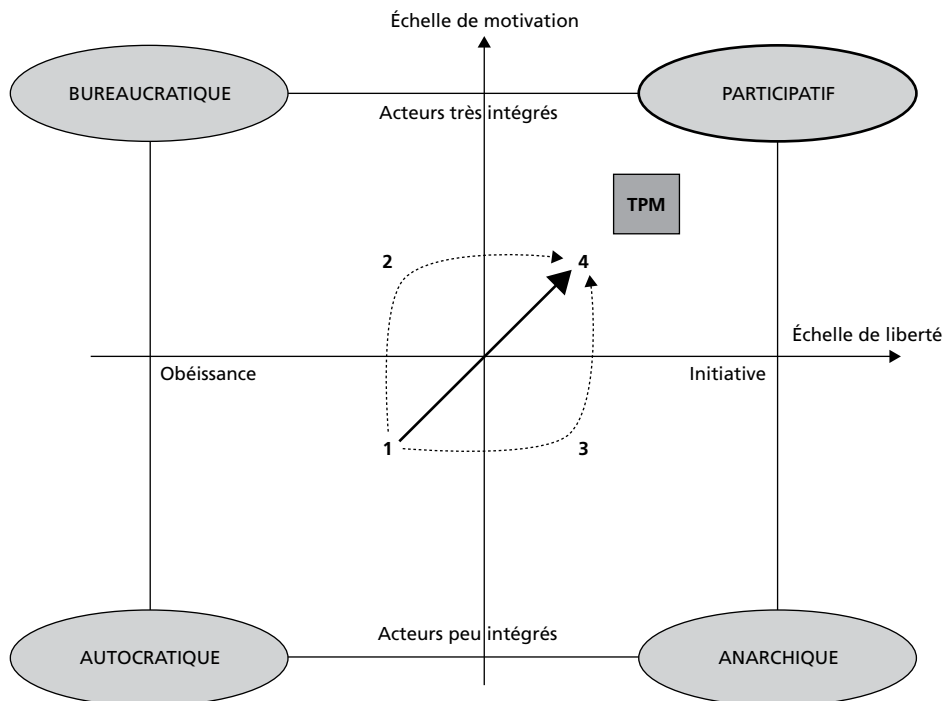 Échelle de motivation
BUREAUCRATIQUE
PARTICIPATIF
Acteurs très intégrés
TPM
2
4
Échelle de liberté
Obéissance
Initiative
1
3
Acteurs peu intégrés
AUTOCRATIQUE
ANARCHIQUE